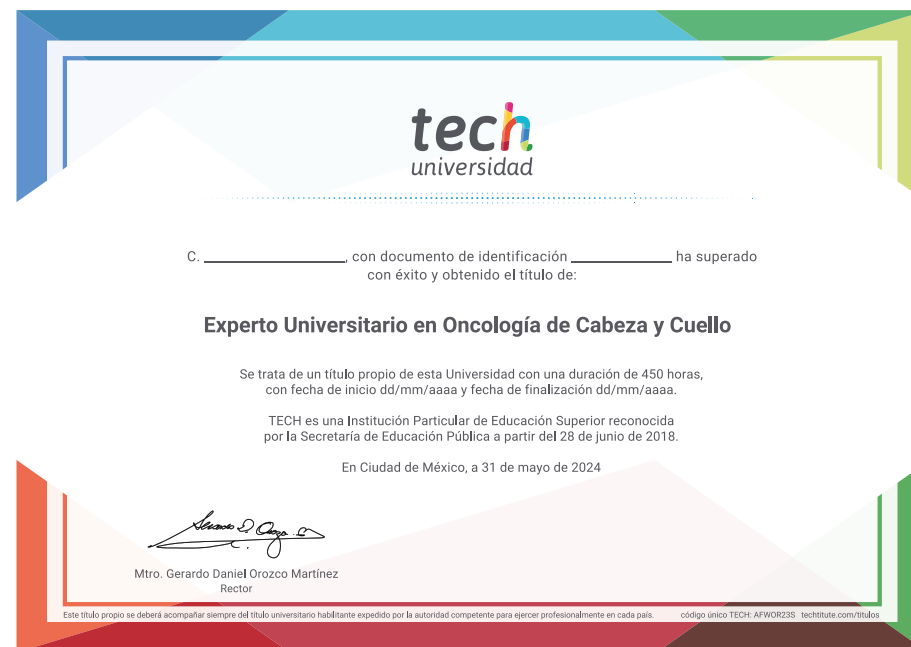 tech
universidad
C. ____________, con documento de identificación ____________ ha superado
con éxito y obtenido el título de:
Experto Universitario en Oncología de Cabeza y Cuello
Se trata de un título propio de esta Universidad con una duración de 450 horas,
con fecha de inicio dd/mm/aaaa y fecha de finalización dd/mm/aaaa.
TECH es una Institución Particular de Educación Superior reconocida
por la Secretaría de Educación Pública a partir del 28 de junio de 2018.
En Ciudad de México, a 31 de mayo de 2024
Mtro. Gerardo Daniel Orozco Martínez
Rector
Este título propio se deberá acompañar siempre del título universitario habilitante expedido por la autoridad competente para ejercer profesionalmente en cada país. código único TECH: AFWOR23S techtitute.com/titulos